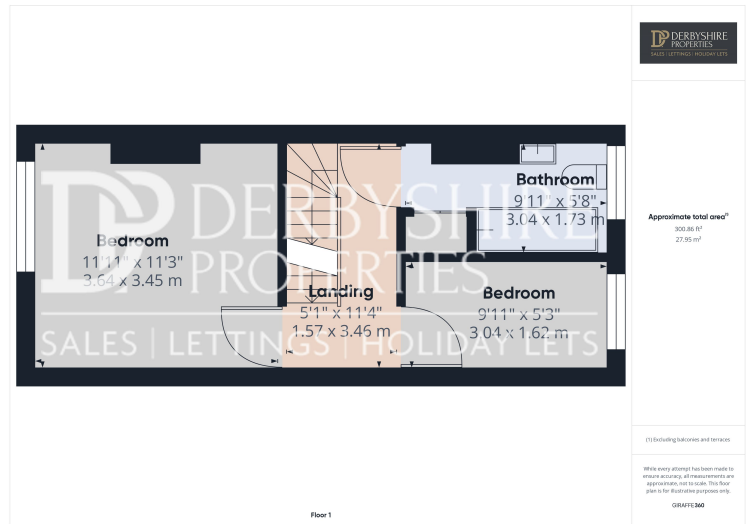 DERBYSHIRE
PROPERTIES
SALES | LETTINGS | HOLIDAY LETS
Bedroom
11'11" x 11'3"
3.64 x 3.45 m
Landing
5'1" x 11'4"
1.57 x 3.46 m
Bathroom
9'11" x 5'8"
3.04 x 1.73 m
Bedroom
9'11" x 5'3"
3.04 x 1.62 m
Floor 1
DP DERBYSHIRE
PROPERTIES
SALES | LETTINGS | HOLIDAY LETS
Approximate total area⁽¹⁾
300.86 ft²
27.95 m²
(1) Excluding balconies and terraces
While every attempt has been made to
ensure accuracy, all measurements are
approximate, not to scale. This floor
plan is for illustrative purposes only.
GIRAFFE360